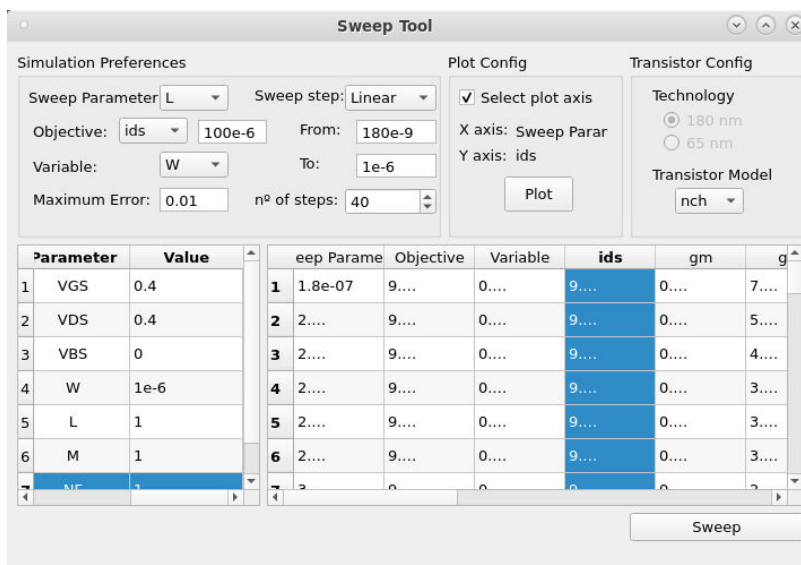 Sweep Tool
Simulation Preferences
Plot Config
Transistor Config
Sweep Parameter L
Sweep step: Linear
Objective: ids 100e-6
From: 180e-9
Variable: W
To: 1e-6
Maximum Error: 0.01
nº of steps: 40
Select plot axis
X axis: Sweep Parar
Y axis: ids
Plot
Technology
180 nm
65 nm
Transistor Model
nch
Parameter Value
1 VGS 0.4
2 VDS 0.4
3 VBS 0
4 W 1e-6
5 L 1
6 M 1
7 NF 1
eep Parame Objective Variable ids gm g
1 1.8e-07 9.... 0.... 9.... 0.... 7....
2 2.... 9.... 0.... 9.... 0.... 5....
3 2.... 9.... 0.... 9.... 0.... 4....
4 2.... 9.... 0.... 9.... 0.... 3....
5 2.... 9.... 0.... 9.... 0.... 3....
6 2.... 9.... 0.... 9.... 0.... 3....
Sweep